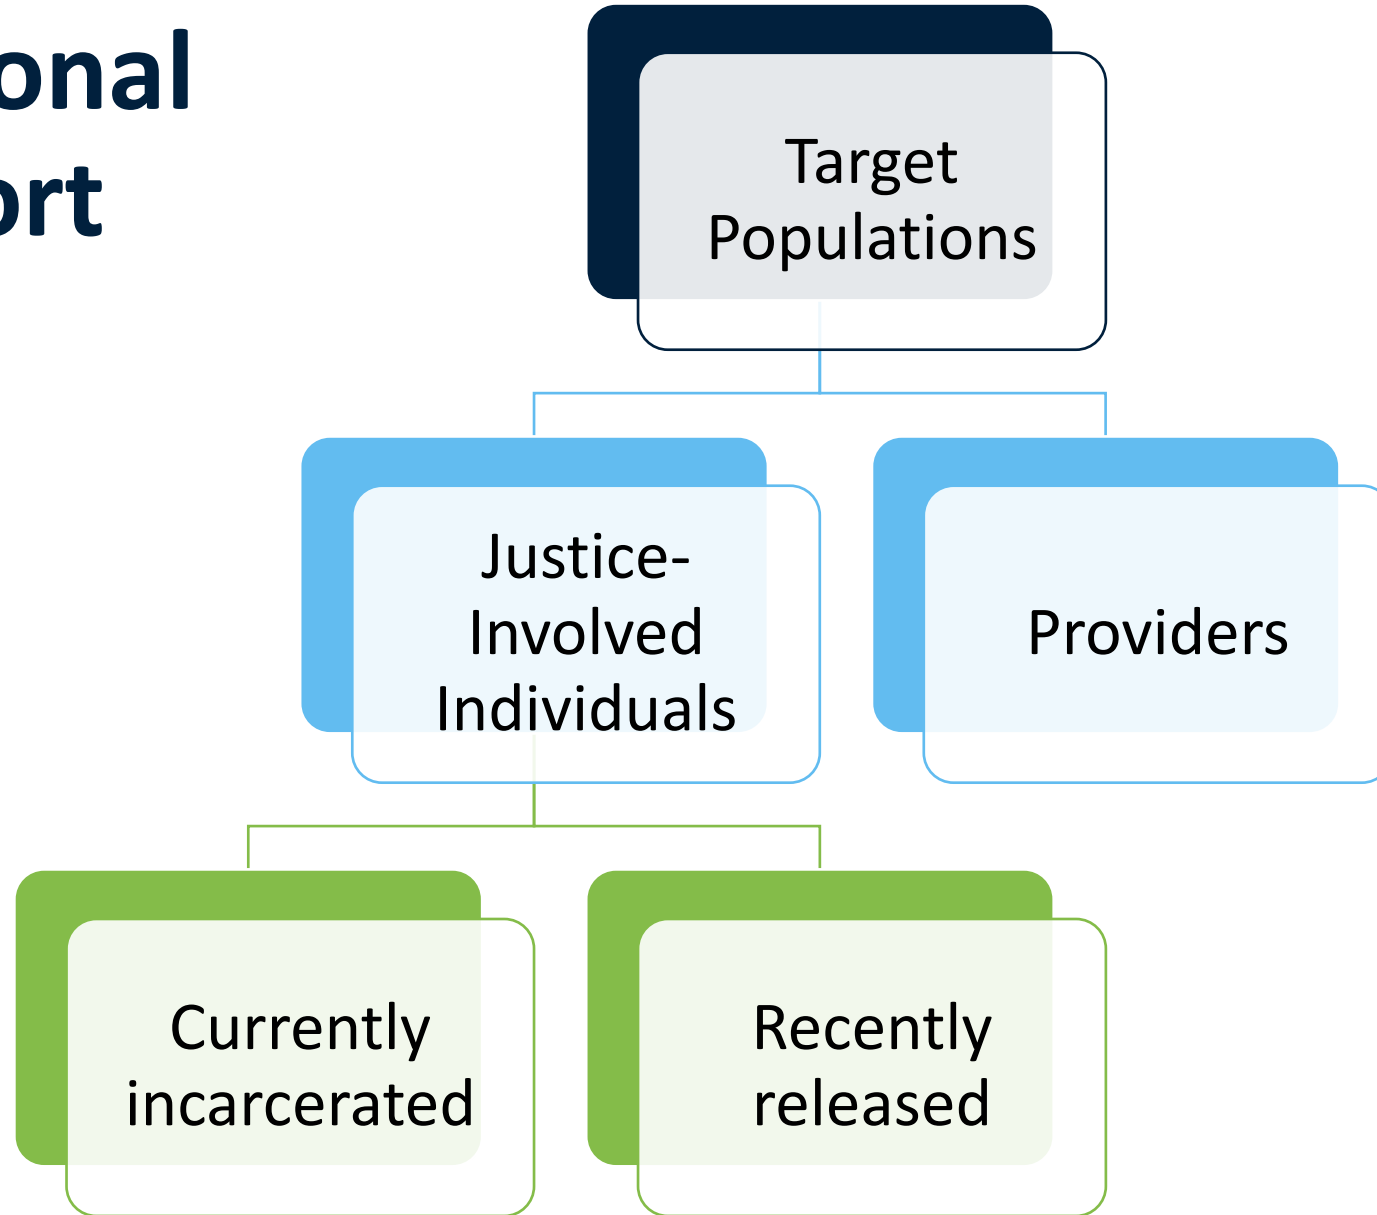 onal
ort
Target
Populations
Justice-
Involved
Individuals
Providers
Currently
incarcerated
Recently
released